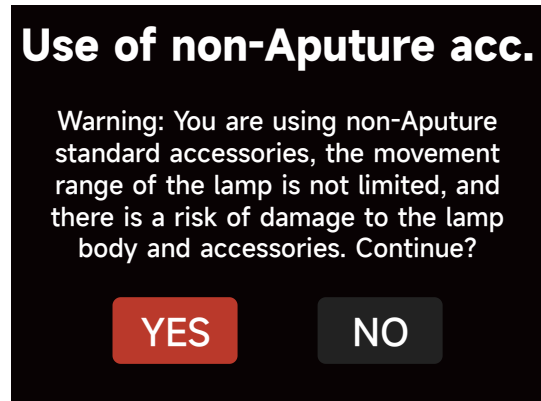 Use of non-Aputure acc.
Warning: You are using non-Aputure
standard accessories, the movement
range of the lamp is not limited, and
there is a risk of damage to the lamp
body and accessories. Continue?
YES NO